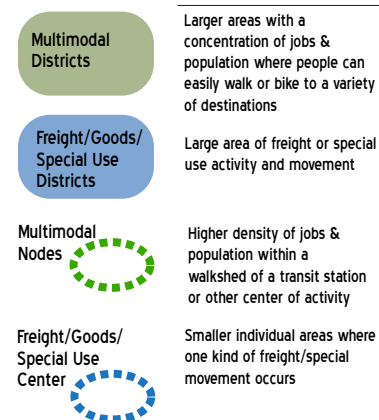 Multimodal
Districts
Larger areas with a
concentration of jobs &
population where people can
easily walk or bike to a variety
of destinations
Freight/Goods/
Special Use
Districts
Large area of freight or special
use activity and movement
Multimodal
Nodes
Higher density of jobs &
population within a
walkshed of a transit station
or other center of activity
Freight/Goods/
Special Use
Center
Smaller individual areas where
one kind of freight/special
movement occurs